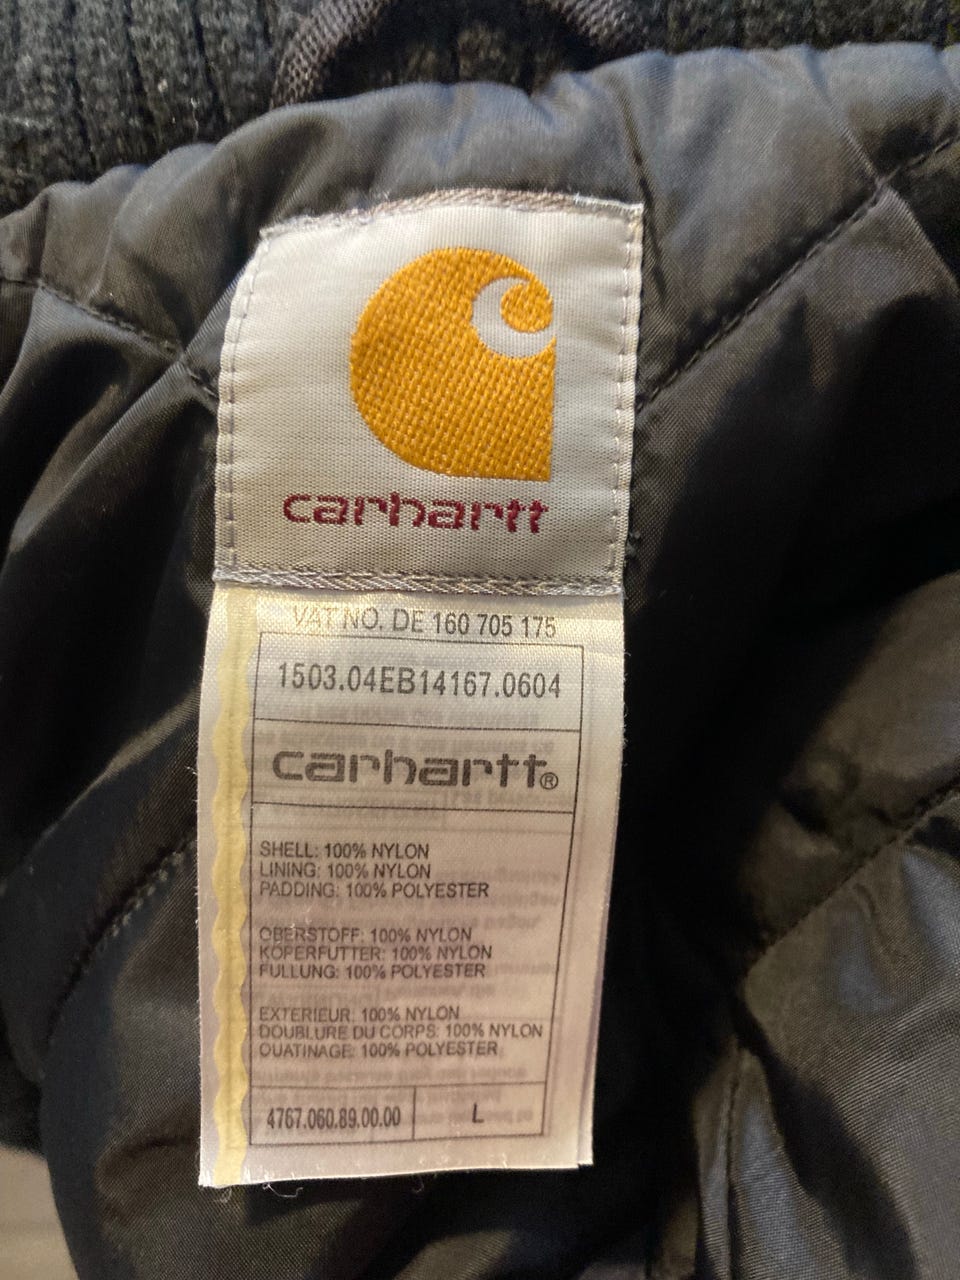 carhartt
VAT NO. DE 160 705 175
1503.04EB14167.0604
carhartt®
SHELL: 100% NYLON
LINING: 100% NYLON
PADDING: 100% POLYESTER
OBERSTOFF: 100% NYLON
KOPERFUTTER: 100% NYLON
FULLUNG: 100% POLYESTER
EXTERIEUR: 100% NYLON
DOUBLURE DU CORPS: 100% NYLON
OUATINAGE: 100% POLYESTER
4767.060.89.00.00 L